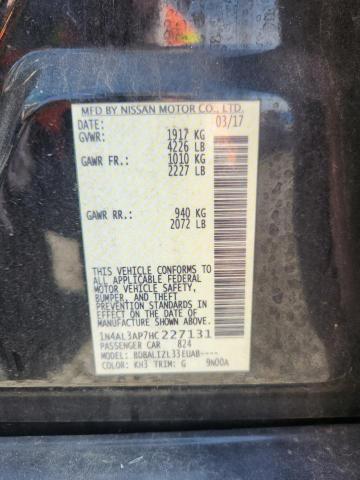 MFD BY NISSAN MOTOR CO., LTD.
DATE: 03/17
GVWR: 1917 KG
4226 LB
GAWR FR: 1010 KG
2227 LB
GAWR RR: 940 KG
2072 LB
THIS VEHICLE CONFORMS TO
ALL APPLICABLE FEDERAL
MOTOR VEHICLE SAFETY,
BUMPER, AND THEFT
PREVENTION STANDARDS IN
EFFECT ON THE DATE OF
MANUFACTURE SHOWN ABOVE.
1N4AL3AP7HC227131
PASSENGER CAR 824
MODEL: BDBALIZL33EUAB----
COLOR: KH3 TRIM: G 9N00A